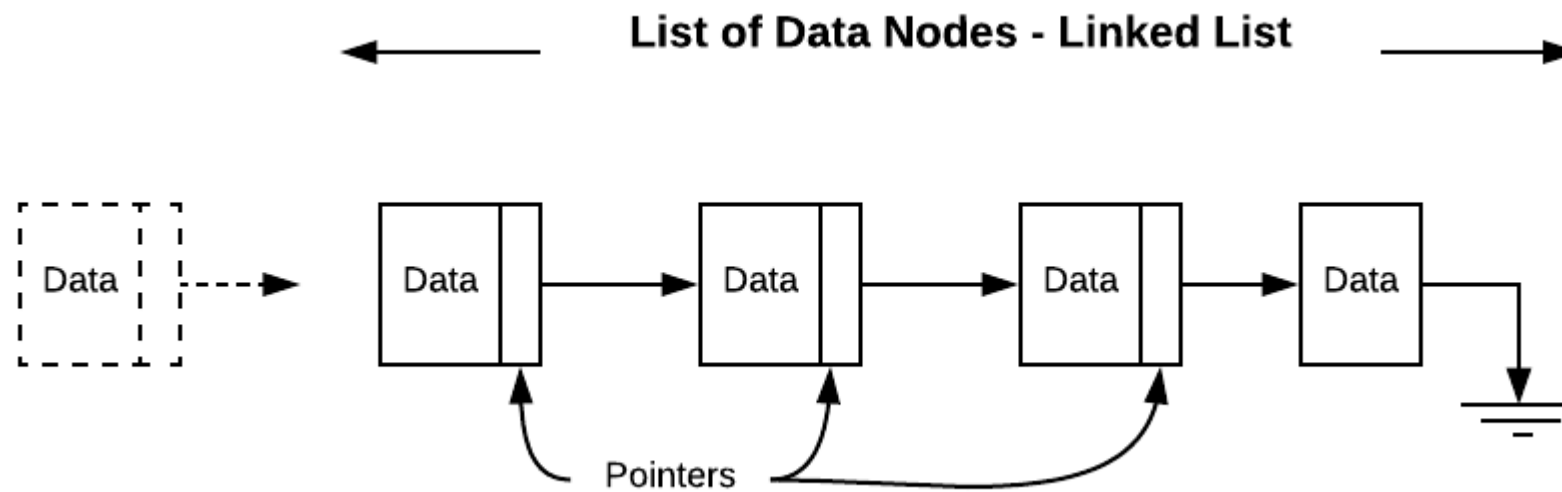 List of Data Nodes - Linked List
Data
Data
Data
Data
Data
Pointers